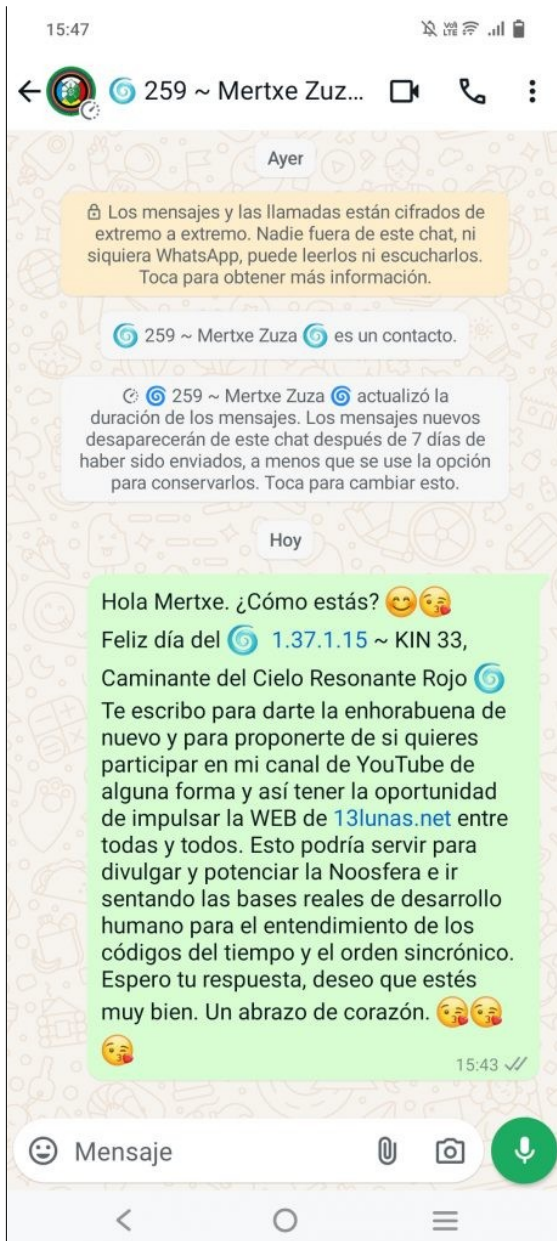 15:47
259 ~ Mertxe Zuz...
Ayer
Los mensajes y las llamadas están cifrados de
extremo a extremo. Nadie fuera de este chat, ni
siquiera WhatsApp, puede leerlos ni escucharlos.
Toca para obtener más información.
🌀 259 ~ Mertxe Zuza 🌀 es un contacto.
🌀 259 ~ Mertxe Zuza 🌀 actualizó la
duración de los mensajes. Los mensajes nuevos
desaparecerán de este chat después de 7 días de
haber sido enviados, a menos que se use la opción
para conservarlos. Toca para cambiar esto.
Hoy
Hola Mertxe. ¿Cómo estás? 😊😘
Feliz día del 🌀 1.37.1.15 ~ KIN 33,
Caminante del Cielo Resonante Rojo 🌀
Te escribo para darte la enhorabuena de
nuevo y para proponerte de si quieres
participar en mi canal de YouTube de
alguna forma y así tener la oportunidad
de impulsar la WEB de 13lunas.net entre
todas y todos. Esto podría servir para
divulgar y potenciar la Noosfera e ir
sentando las bases reales de desarrollo
humano para el entendimiento de los
códigos del tiempo y el orden sincrónico.
Espero tu respuesta, deseo que estés
muy bien. Un abrazo de corazón. 😘😘
😘
15:43
Mensaje